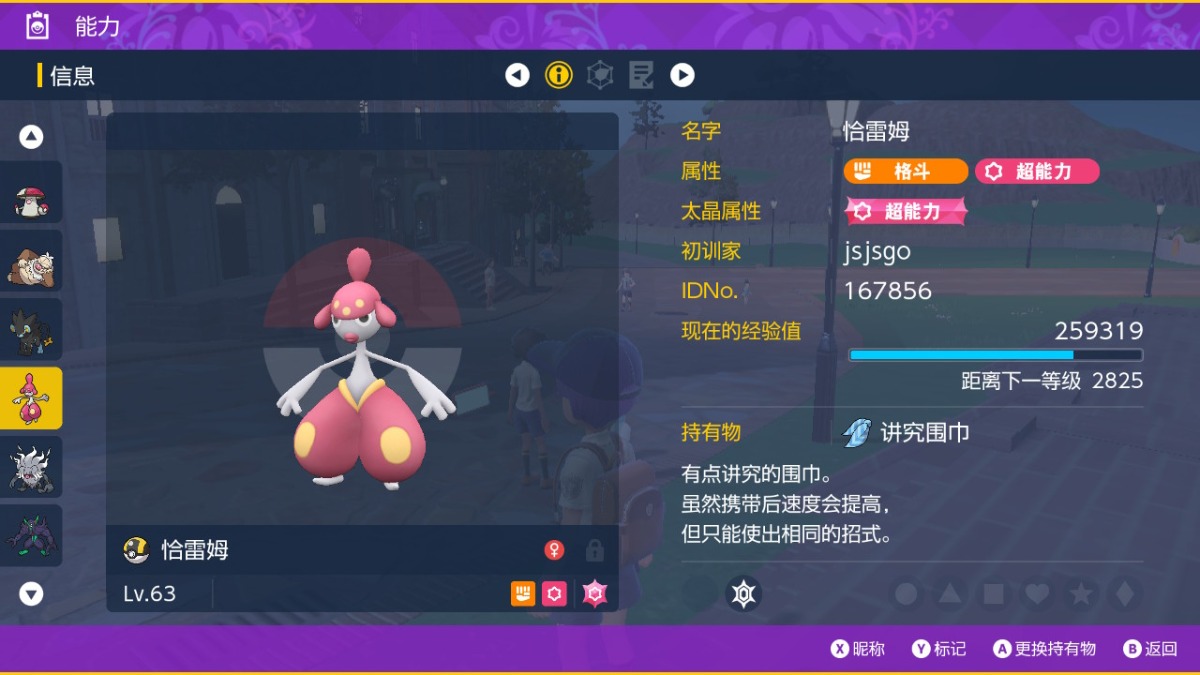 能力
信息
名字 恰雷姆
属性 格斗 超能力
太晶属性 超能力
初训家 jsjsgo
IDNo. 167856
现在的经验值 259319
距离下一等级 2825
持有物 讲究围巾
有点讲究的围巾。
虽然携带后速度会提高，
但只能使出相同的招式。
恰雷姆
Lv.63
X 昵称 Y 标记 A 更换持有物 B 返回